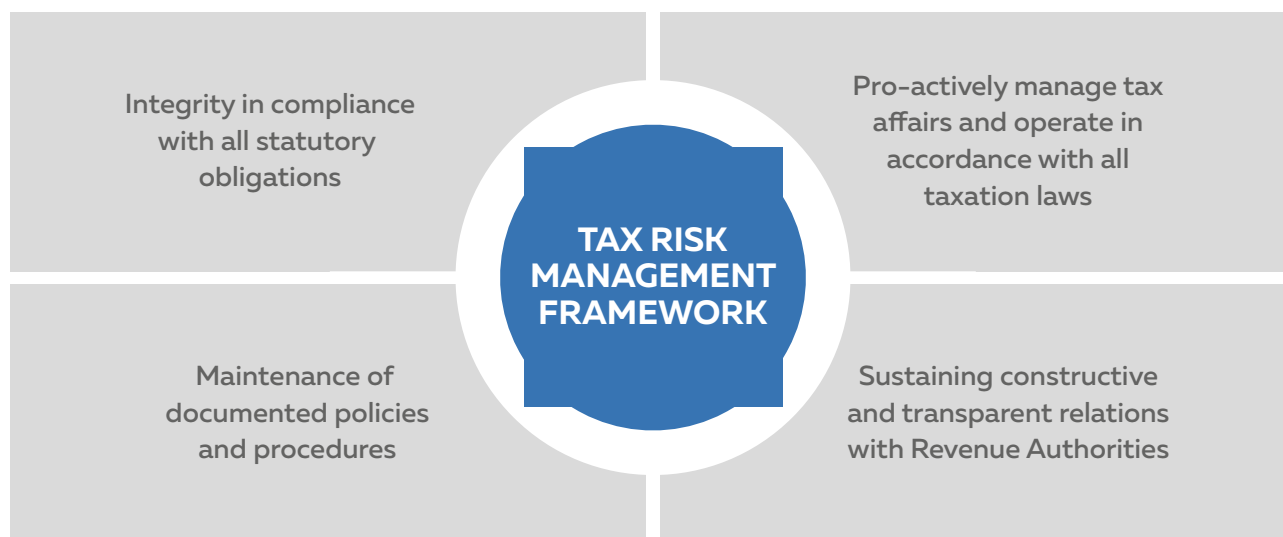 Integrity in compliance
with all statutory
obligations
Pro-actively manage tax
affairs and operate in
accordance with all
taxation laws
TAX RISK
MANAGEMENT
FRAMEWORK
Maintenance of
documented policies
and procedures
Sustaining constructive
and transparent relations
with Revenue Authorities